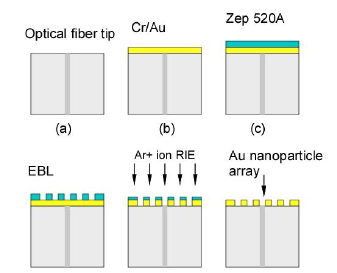 Optical fiber tip
Cr/Au
Zep 520A
(a)
(b)
(c)
EBL
Ar+ ion RIE
Au nanoparticle
array